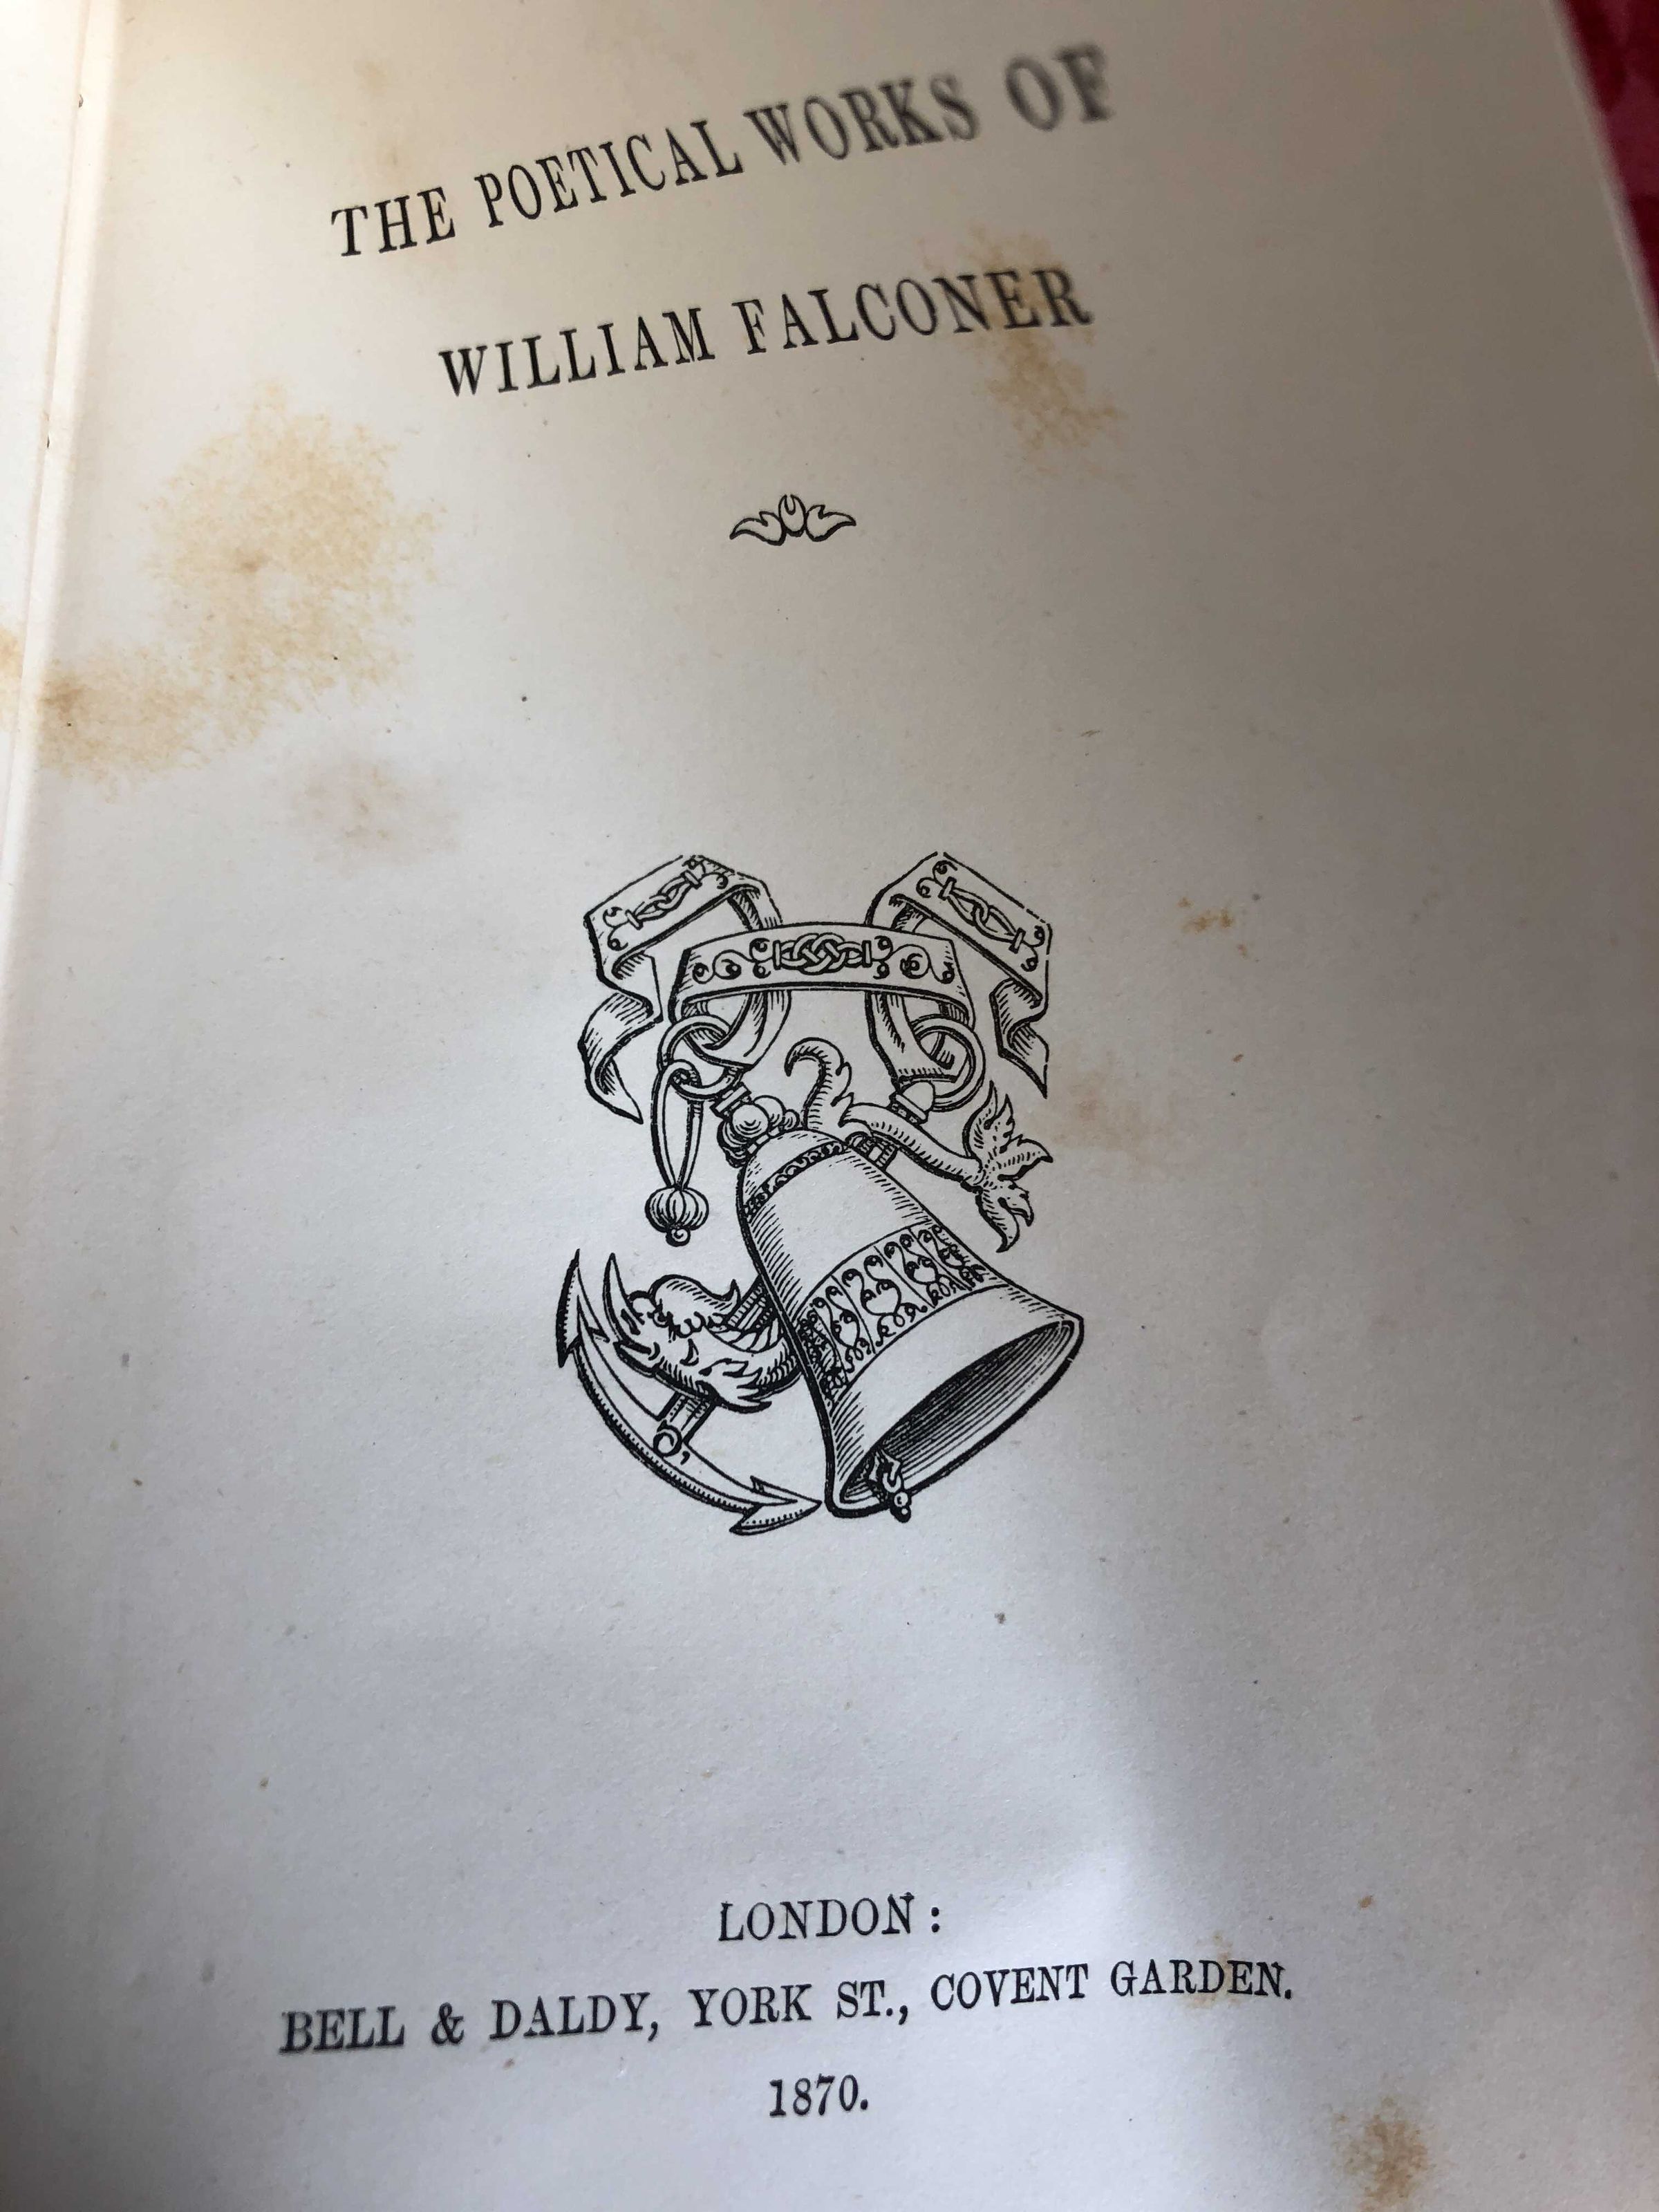 THE POETICAL WORKS OF
WILLIAM FALCONER
LONDON:
BELL & DALDY, YORK ST., COVENT GARDEN.
1870.